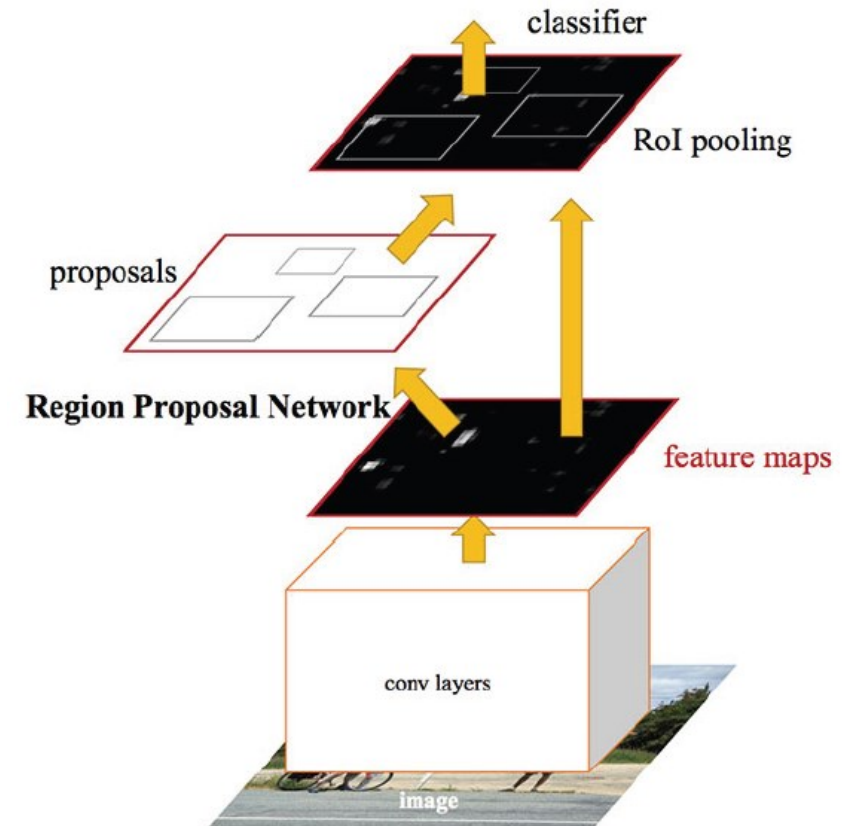 classifier
RoI pooling
proposals
Region Proposal Network
feature maps
conv layers
image